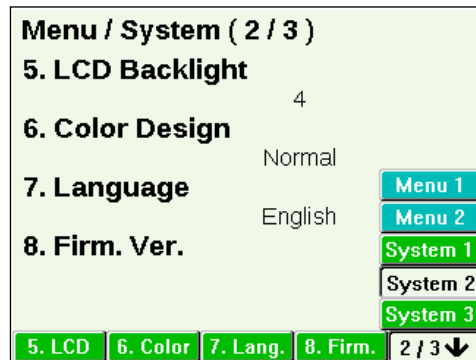 Menu / System ( 2 / 3 )
5. LCD Backlight
4
6. Color Design
Normal
7. Language
English
8. Firm. Ver.
Menu 1
Menu 2
System 1
System 2
System 3
5. LCD 6. Color 7. Lang. 8. Firm. 2 / 3